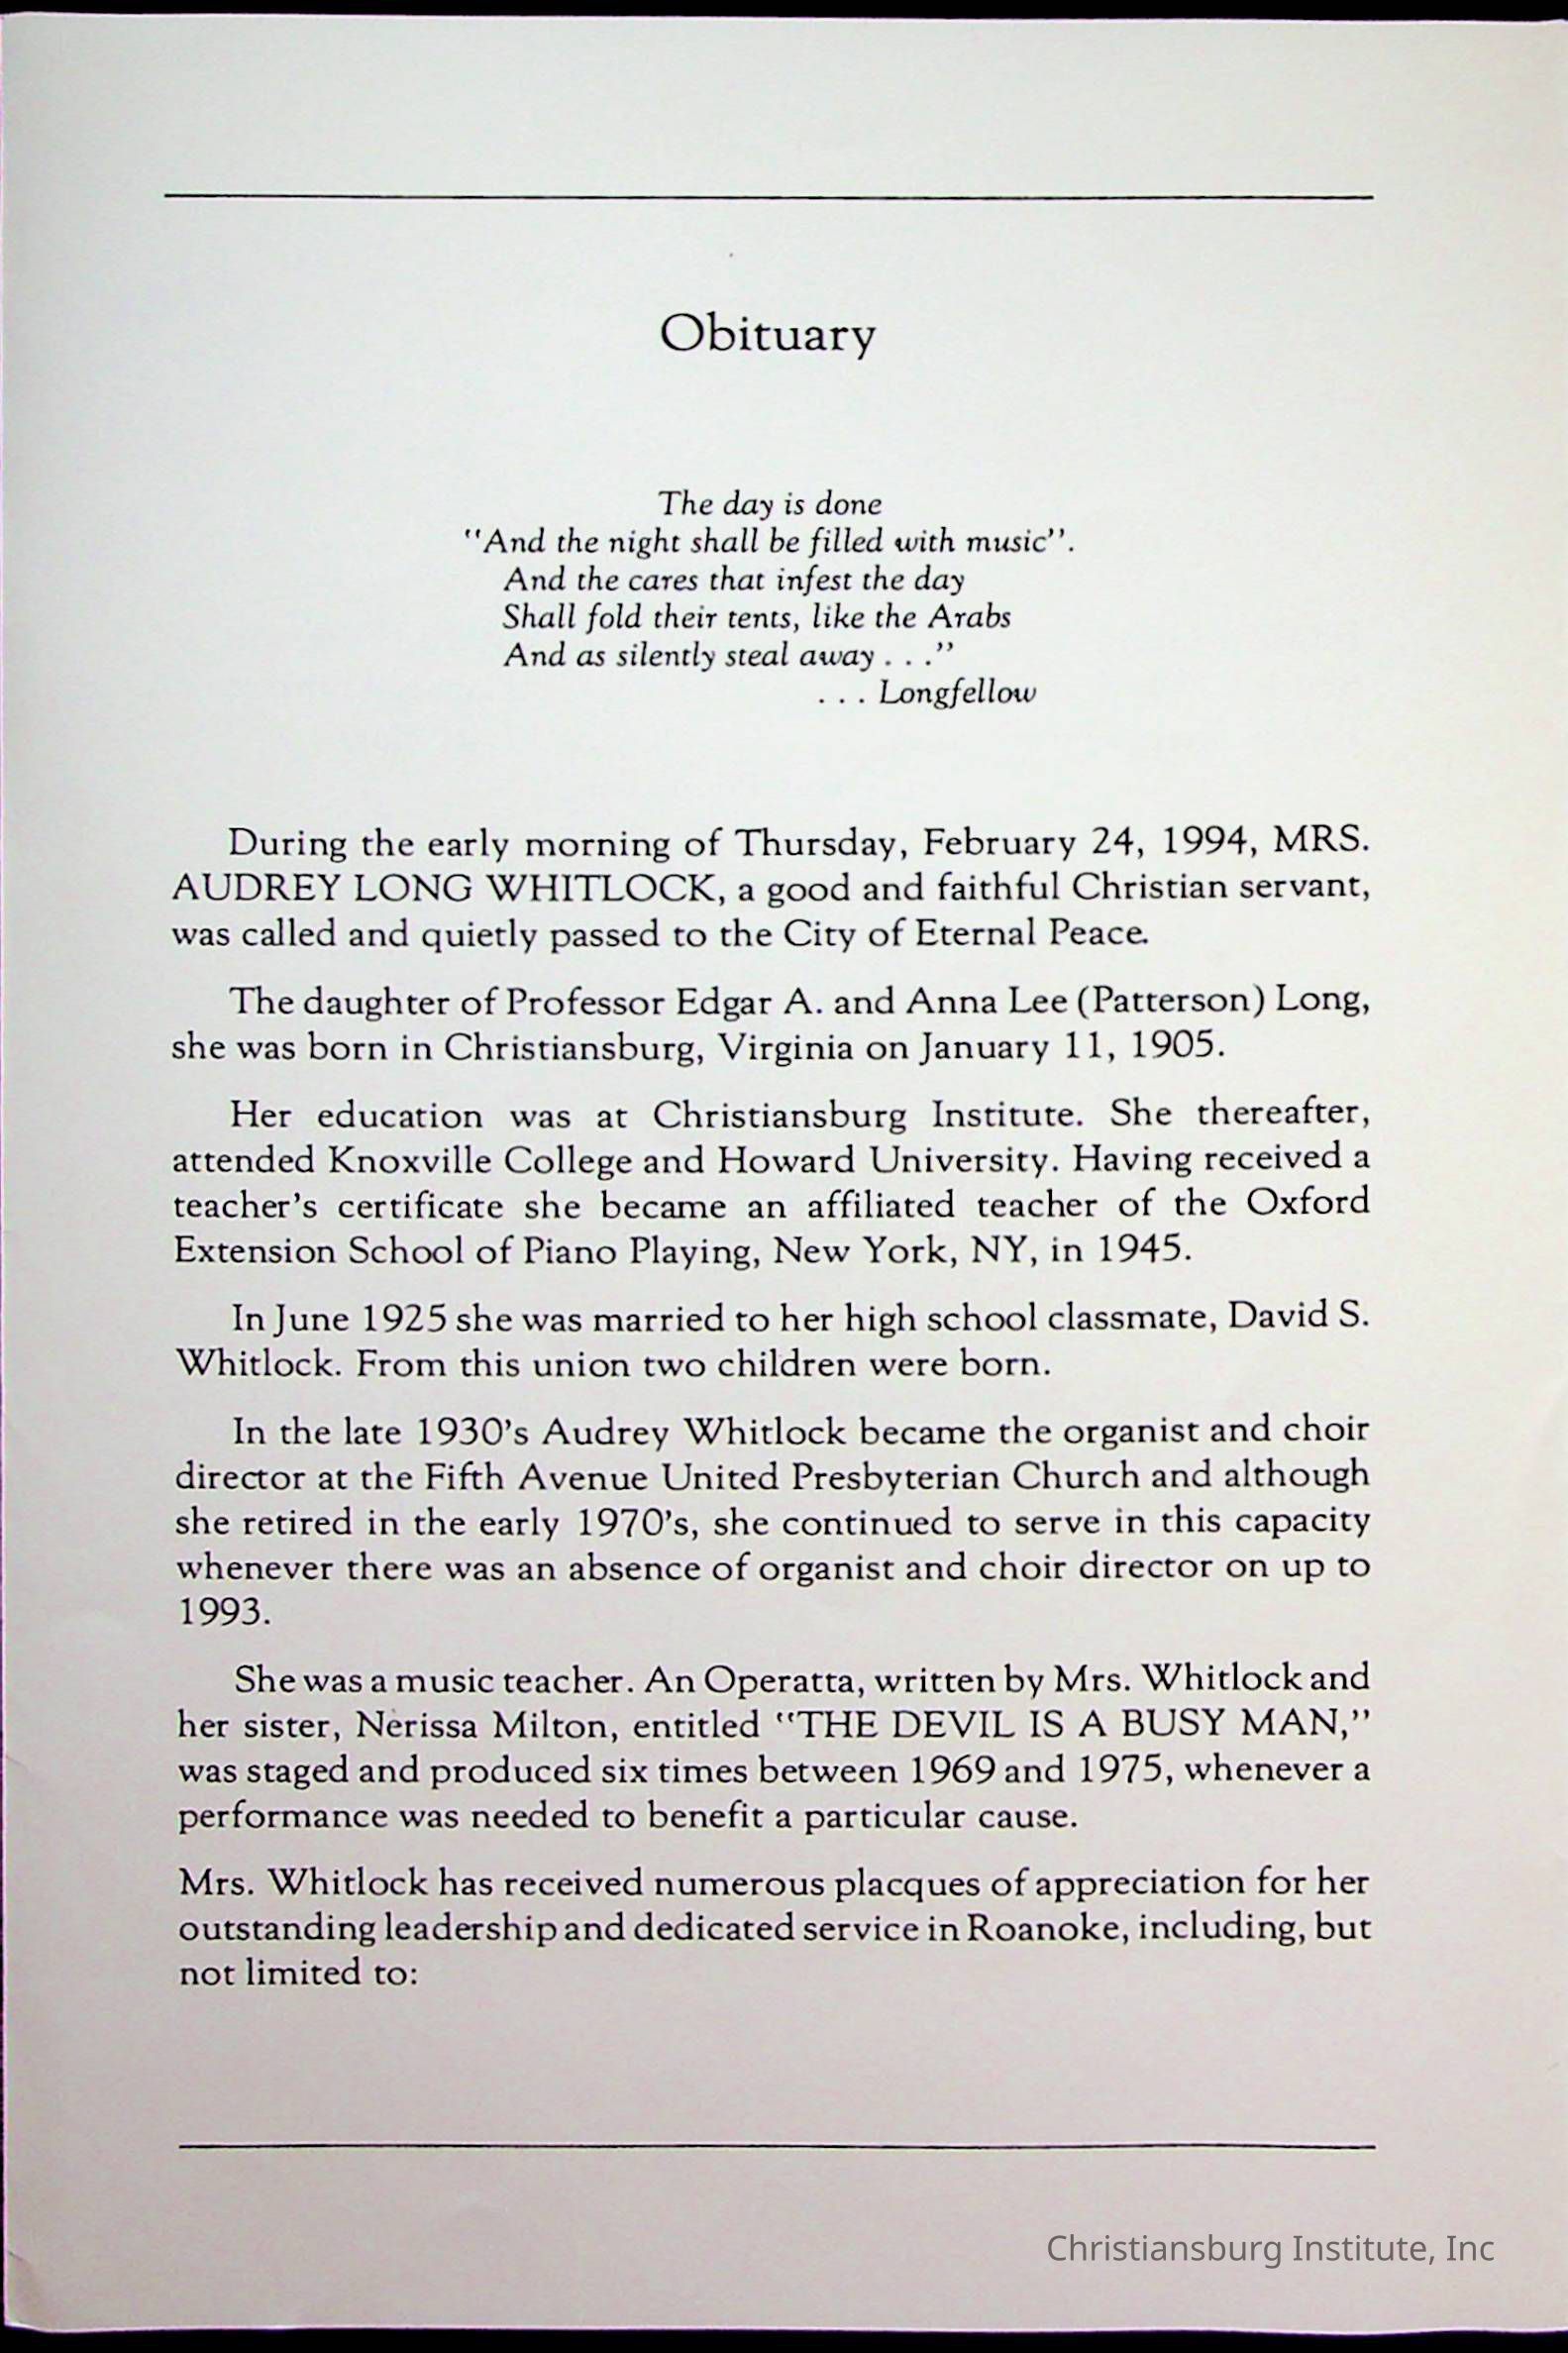 Obituary
The day is done
"And the night shall be filled with music".
And the cares that infest the day
Shall fold their tents, like the Arabs
And as silently steal away . . ."
. . . Longfellow
During the early morning of Thursday, February 24, 1994, MRS.
AUDREY LONG WHITLOCK, a good and faithful Christian servant,
was called and quietly passed to the City of Eternal Peace.
The daughter of Professor Edgar A. and Anna Lee (Patterson) Long,
she was born in Christiansburg, Virginia on January 11, 1905.
Her education was at Christiansburg Institute. She thereafter,
attended Knoxville College and Howard University. Having received a
teacher's certificate she became an affiliated teacher of the Oxford
Extension School of Piano Playing, New York, NY, in 1945.
In June 1925 she was married to her high school classmate, David S.
Whitlock. From this union two children were born.
In the late 1930's Audrey Whitlock became the organist and choir
director at the Fifth Avenue United Presbyterian Church and although
she retired in the early 1970's, she continued to serve in this capacity
whenever there was an absence of organist and choir director on up to
1993.
She was a music teacher. An Operatta, written by Mrs. Whitlock and
her sister, Nerissa Milton, entitled "THE DEVIL IS A BUSY MAN,"
was staged and produced six times between 1969 and 1975, whenever a
performance was needed to benefit a particular cause.
Mrs. Whitlock has received numerous placques of appreciation for her
outstanding leadership and dedicated service in Roanoke, including, but
not limited to:
Christiansburg Institute, Inc